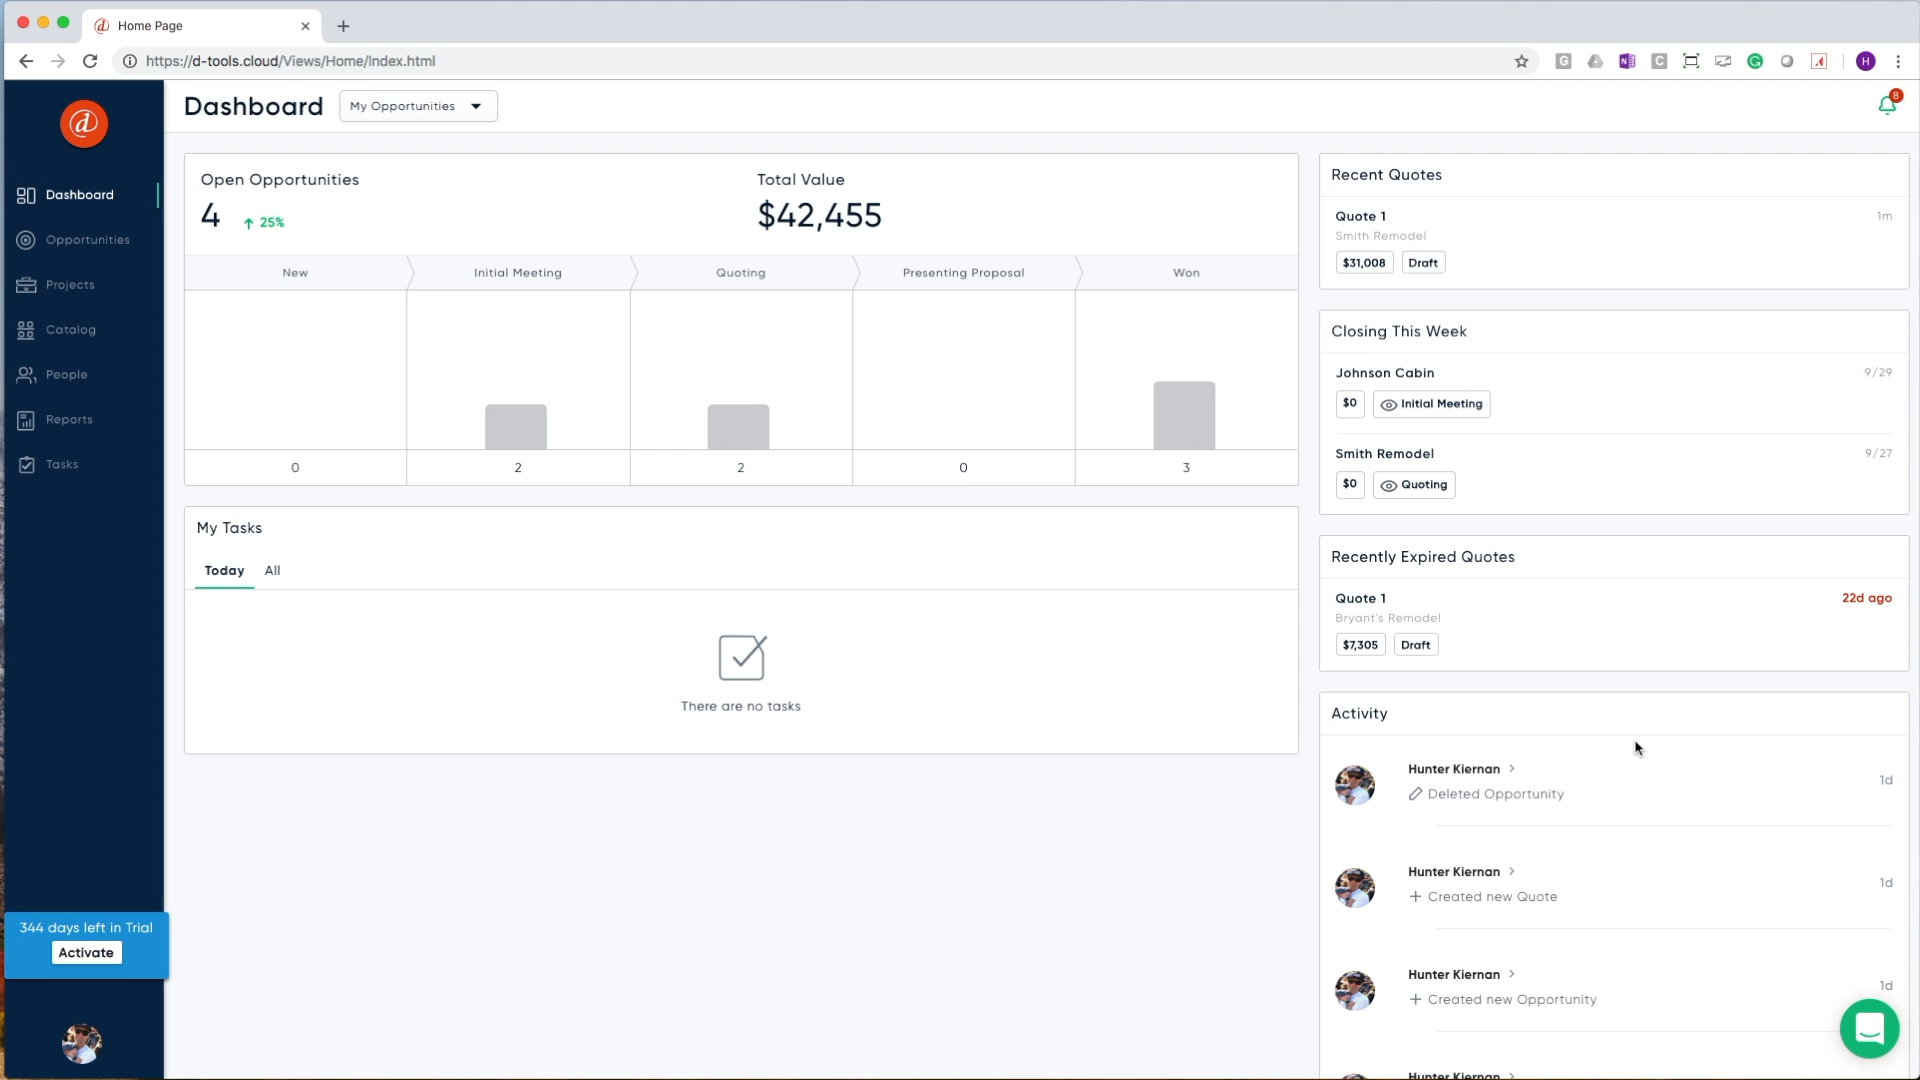 Home Page
https://d-tools.cloud/Views/Home/Index.html
H
d
Dashboard
My Opportunities
8
Dashboard
Opportunities
Projects
Catalog
People
Reports
Tasks
344 days left in Trial
Activate
Open Opportunities
4
25%
Total Value
$42,455
New
Initial Meeting
Quoting
Presenting Proposal
Won
0
2
2
0
3
My Tasks
Today
All
There are no tasks
Recent Quotes
Quote 1
1m
Smith Remodel
$31,008
Draft
Closing This Week
Johnson Cabin
9/29
$0
Initial Meeting
Smith Remodel
9/27
$0
Quoting
Recently Expired Quotes
Quote 1
22d ago
Bryant's Remodel
$7,305
Draft
Activity
Hunter Kiernan
1d
Deleted Opportunity
Hunter Kiernan
1d
Created new Quote
Hunter Kiernan
1d
Created new Opportunity
Hunter Kiernan